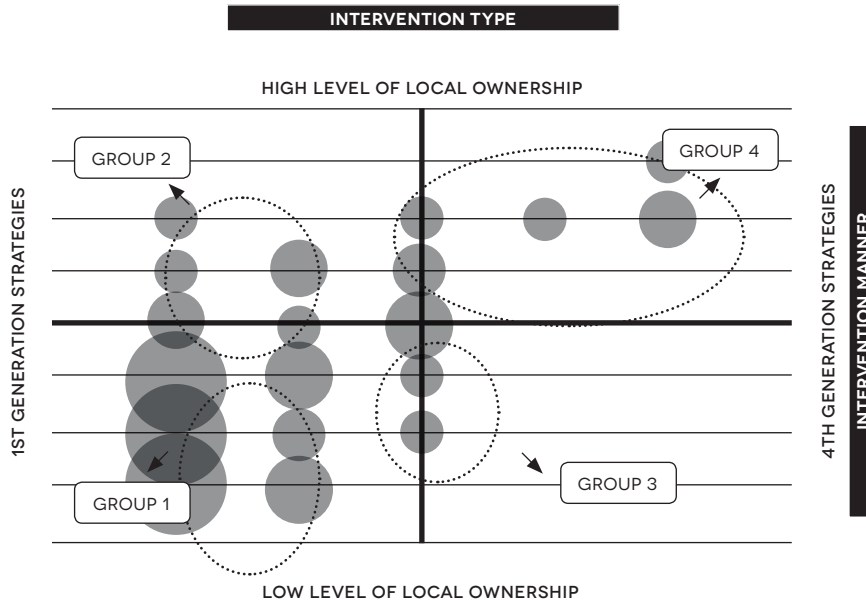 INTERVENTION TYPE
HIGH LEVEL OF LOCAL OWNERSHIP
GROUP 2
GROUP 4
1ST GENERATION STRATEGIES
4TH GENERATION STRATEGIES
INTERVENTION MANNER
GROUP 3
GROUP 1
LOW LEVEL OF LOCAL OWNERSHIP